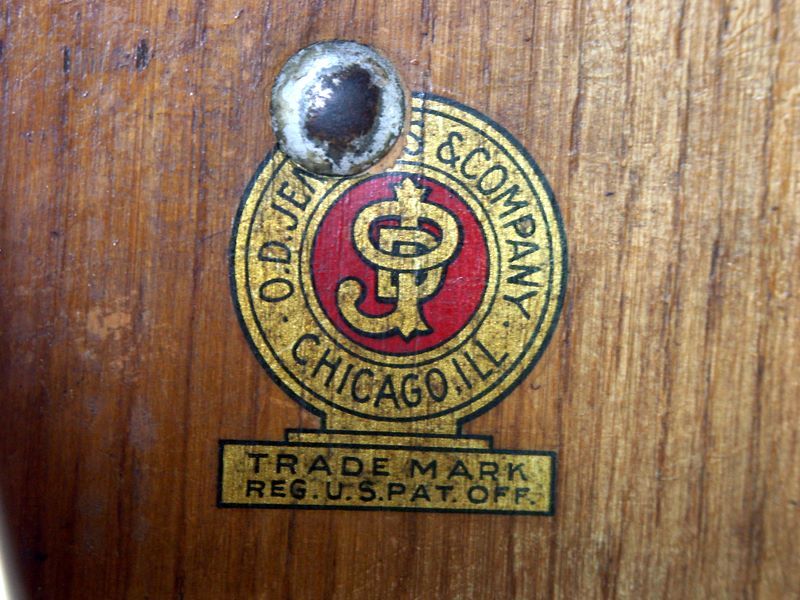 O.D. & COMPANY
CHICAGO. ILL
TRADE MARK
REG. U.S. PAT. OFF.